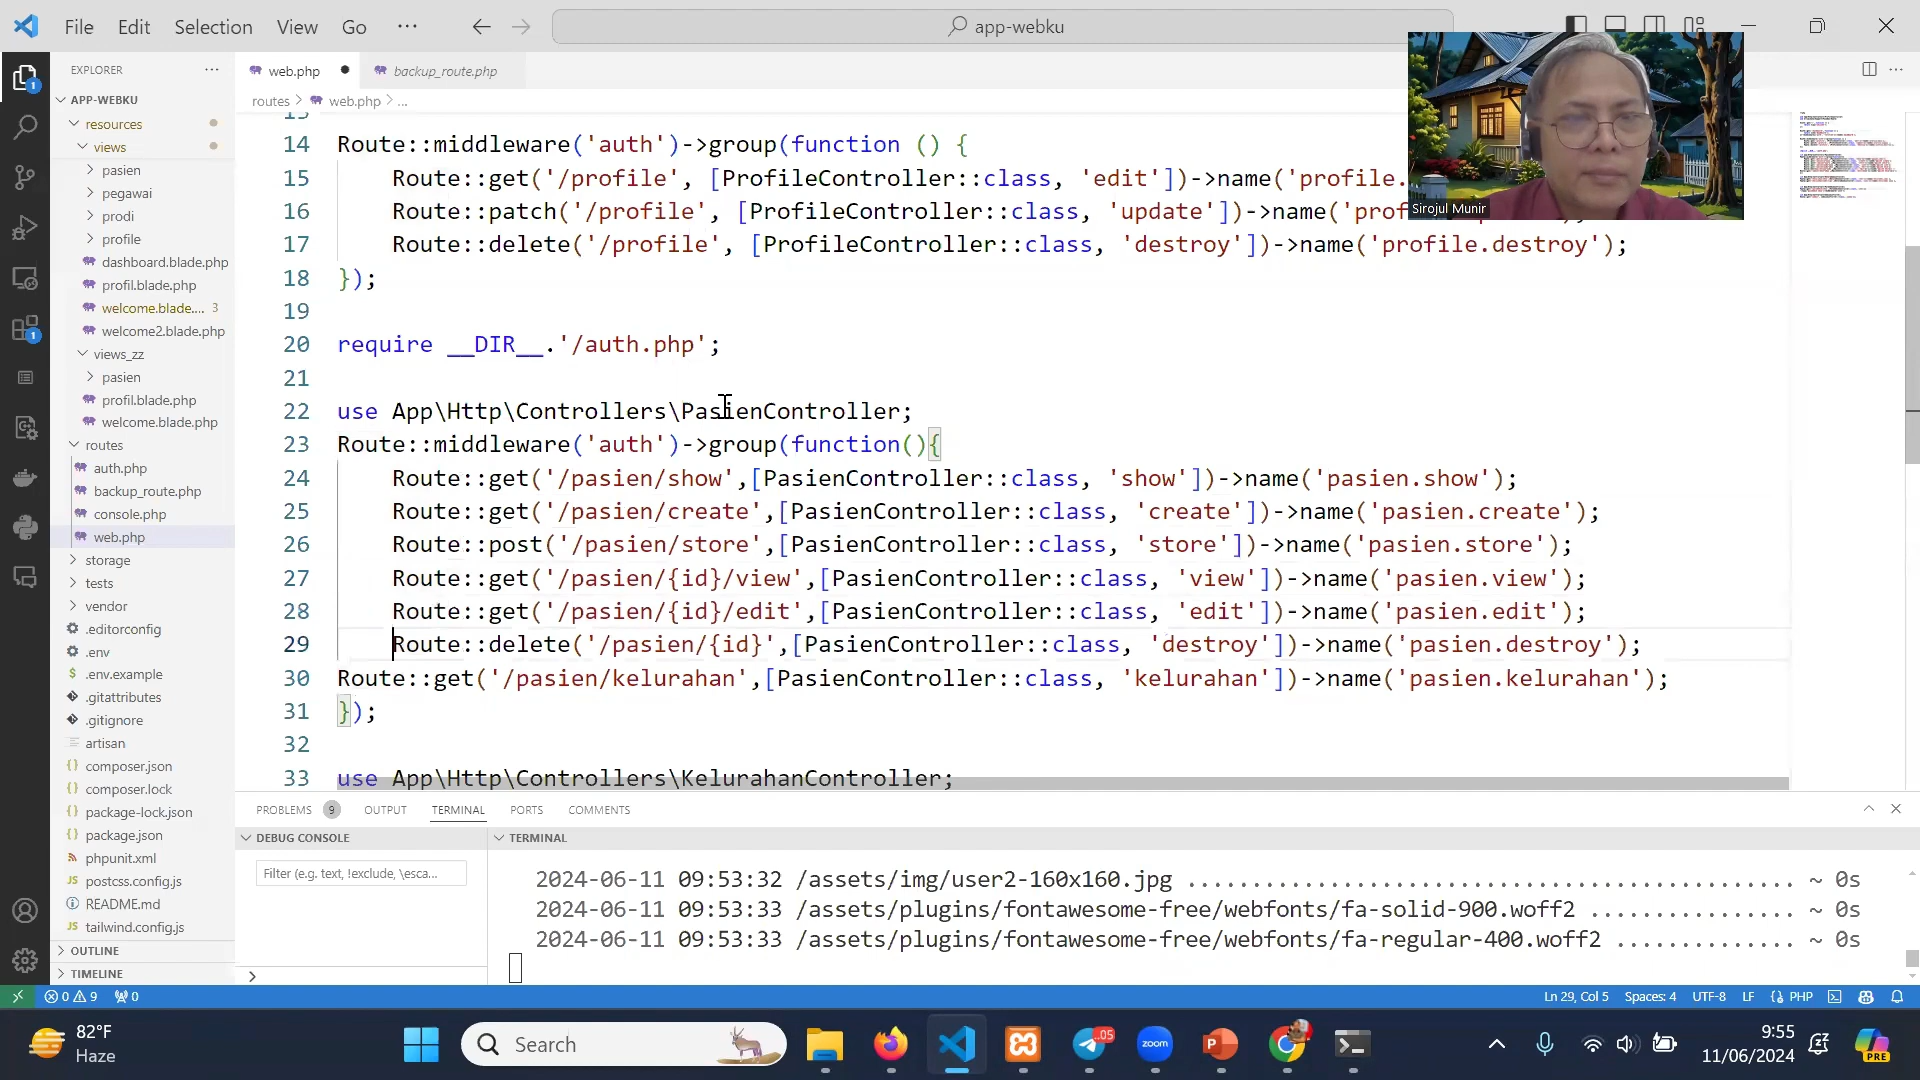 File Edit Selection View Go ···
app-webku
EXPLORER ···
web.php
backup_route.php
routes > web.php > ...
APP-WEBKU
resources
views
pasien
pegawai
prodi
profile
dashboard.blade.php
profil.blade.php
welcome.blade.... 3
welcome2.blade.php
views_zz
pasien
profil.blade.php
welcome.blade.php
routes
auth.php
backup_route.php
console.php
web.php
storage
tests
vendor
.editorconfig
.env
.env.example
.gitattributes
.gitignore
artisan
composer.json
composer.lock
package-lock.json
package.json
phpunit.xml
postcss.config.js
README.md
tailwind.config.js
OUTLINE
TIMELINE
14 Route::middleware('auth')->group(function () {
15 Route::get('/profile', [ProfileController::class, 'edit'])->name('profile.
16 Route::patch('/profile', [ProfileController::class, 'update'])->name('prof
17 Route::delete('/profile', [ProfileController::class, 'destroy'])->name('profile.destroy');
18 });
19
20 require __DIR__.'/auth.php';
21
22 use App\Http\Controllers\PasienController;
23 Route::middleware('auth')->group(function(){
24 Route::get('/pasien/show',[PasienController::class, 'show'])->name('pasien.show');
25 Route::get('/pasien/create',[PasienController::class, 'create'])->name('pasien.create');
26 Route::post('/pasien/store',[PasienController::class, 'store'])->name('pasien.store');
27 Route::get('/pasien/{id}/view',[PasienController::class, 'view'])->name('pasien.view');
28 Route::get('/pasien/{id}/edit',[PasienController::class, 'edit'])->name('pasien.edit');
29 Route::delete('/pasien/{id}',[PasienController::class, 'destroy'])->name('pasien.destroy');
30 Route::get('/pasien/kelurahan',[PasienController::class, 'kelurahan'])->name('pasien.kelurahan');
31 });
32
33 use App\Http\Controllers\KelurahanController;
Sirojul Munir
PROBLEMS 9 OUTPUT TERMINAL PORTS COMMENTS
DEBUG CONSOLE
TERMINAL
Filter (e.g. text, !exclude, \esca...
2024-06-11 09:53:32 /assets/img/user2-160x160.jpg ............................................ ~ 0s
2024-06-11 09:53:33 /assets/plugins/fontawesome-free/webfonts/fa-solid-900.woff2 ............... ~ 0s
2024-06-11 09:53:33 /assets/plugins/fontawesome-free/webfonts/fa-regular-400.woff2 ............. ~ 0s
0 9 0
Ln 29, Col 5 Spaces: 4 UTF-8 LF PHP
82°F
Haze
Search
05
zoom
9:55
11/06/2024
PRE